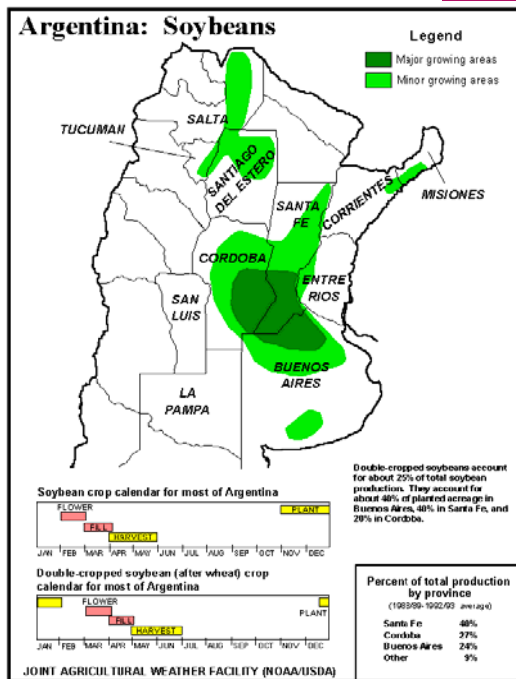 Argentina: Soybeans
Legend
Major growing areas
Minor growing areas
SALTA
TUCUMAN
SANTIAGO
DEL ESTERO
SANTA
FE
CORRIENTES
MISIONES
CORDOBA
ENTRE
RIOS
SAN
LUIS
BUENOS
AIRES
LA
PAMPA
Double-cropped soybeans account
for about 25% of total soybean
production. They account for
about 40% of planted acreage in
Buenos Aires, 40% in Santa Fe, and
20% in Cordoba.
Soybean crop calendar for most of Argentina
FLOWER
PLANT
FILL
HARVEST
JAN FEB MAR APR MAY JUN JUL AUG SEP OCT NOV DEC
Double-cropped soybean (after wheat) crop
calendar for most of Argentina
FLOWER
PLANT
FILL
HARVEST
JAN FEB MAR APR MAY JUN JUL AUG SEP OCT NOV DEC
Percent of total production
by province
(1988/89-1992/93 average)
Santa Fe 40%
Cordoba 27%
Buenos Aires 24%
Other 9%
JOINT AGRICULTURAL WEATHER FACILITY (NOAA/USDA)